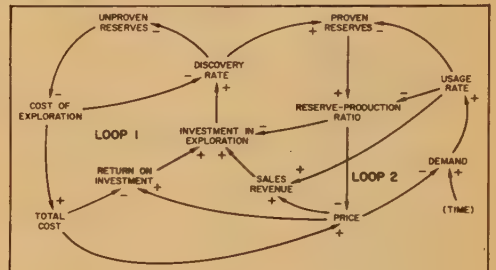 UNPROVEN
RESERVES
-
PROVEN
RESERVES
+
-
DISCOVERY
RATE
-
+
USAGE
RATE
+
-
COST OF
EXPLORATION
+
-
RESERVE-PRODUCTION
RATIO
LOOP 1
INVESTMENT IN
EXPLORATION
-
+
+
RETURN ON
INVESTMENT
-
+
SALES
REVENUE
+
+
LOOP 2
DEMAND
-
+
(TIME)
+
TOTAL
COST
-
PRICE
+